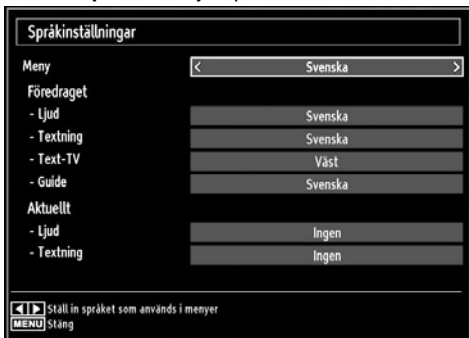 Språkinställningar
Meny < Svenska >
Föredraget
- Ljud Svenska
- Textning Svenska
- Text-TV Väst
- Guide Svenska
Aktuellt
- Ljud Ingen
- Textning Ingen
Ställ in språket som används i menyer
MENU Stäng